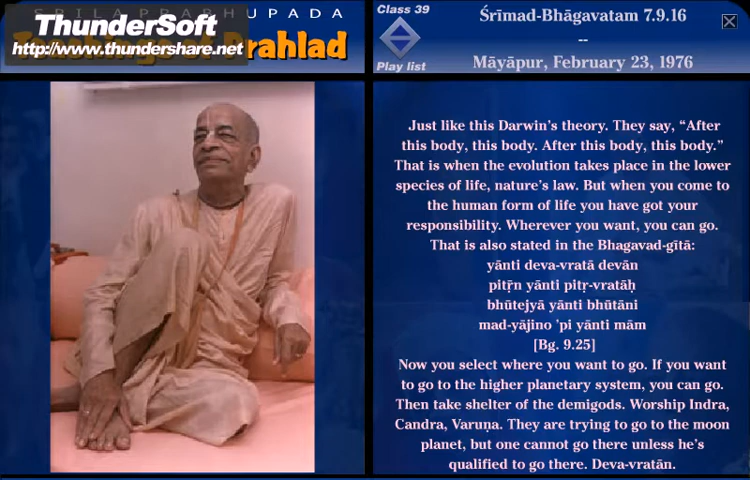 SRILA PRABHUPADA
ThunderSoft
http://www.thundershare.net
Prahlad
Class 39
Play list
Śrīmad-Bhāgavatam 7.9.16
--
Māyāpur, February 23, 1976
Just like this Darwin’s theory. They say, “After
this body, this body. After this body, this body.”
That is when the evolution takes place in the lower
species of life, nature’s law. But when you come to
the human form of life you have got your
responsibility. Wherever you want, you can go.
That is also stated in the Bhagavad-gītā:
yānti deva-vratā devān
pitṝn yānti pitṛ-vratāḥ
bhūtejyā yānti bhūtāni
mad-yājino ’pi yānti mām
[Bg. 9.25]
Now you select where you want to go. If you want
to go to the higher planetary system, you can go.
Then take shelter of the demigods. Worship Indra,
Candra, Varuṇa. They are trying to go to the moon
planet, but one cannot go there unless he’s
qualified to go there. Deva-vratān.